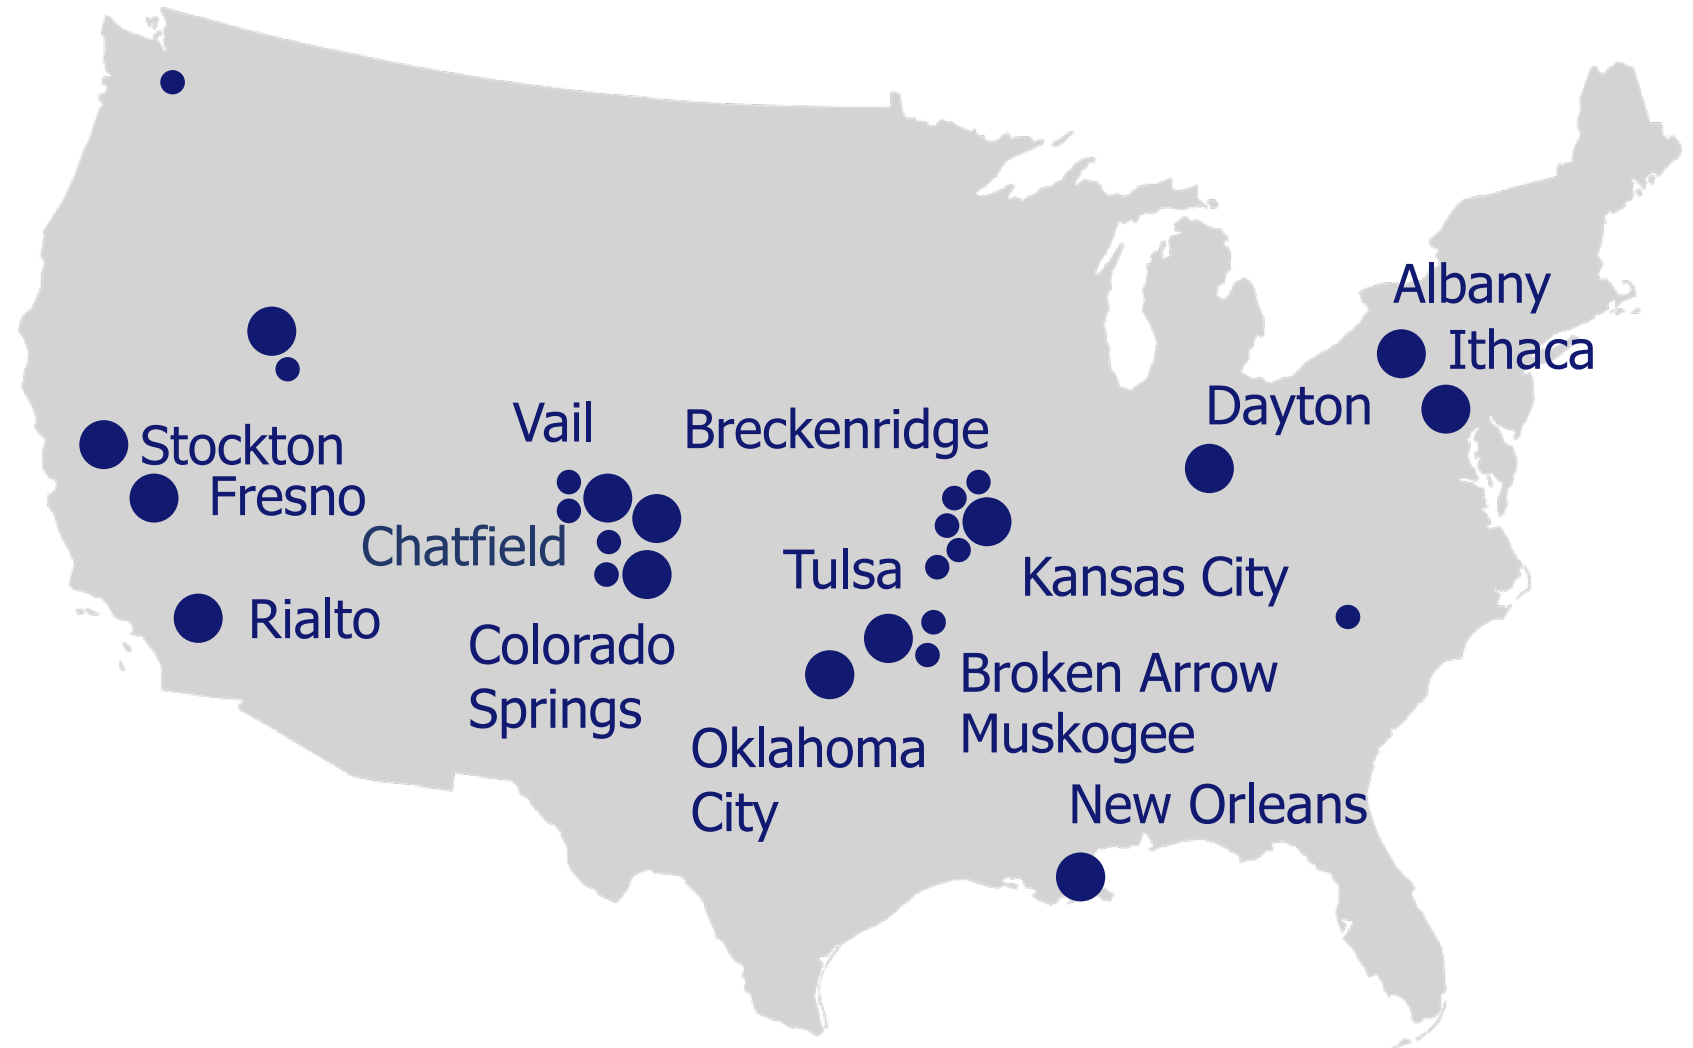 Albany
Ithaca
Dayton
Vail
Breckenridge
Stockton
Fresno
Chatfield
Tulsa
Kansas City
Rialto
Colorado
Springs
Broken Arrow
Muskogee
Oklahoma
City
New Orleans